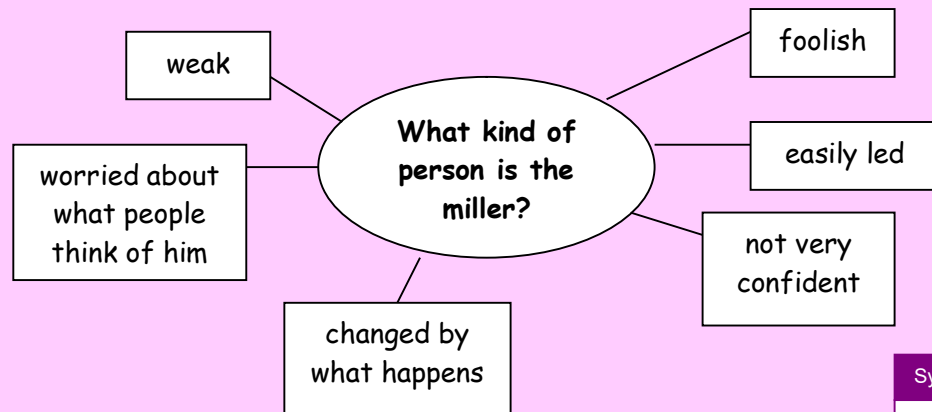 weak
foolish
What kind of
person is the
miller?
easily led
worried about
what people
think of him
not very
confident
changed by
what happens
Sy